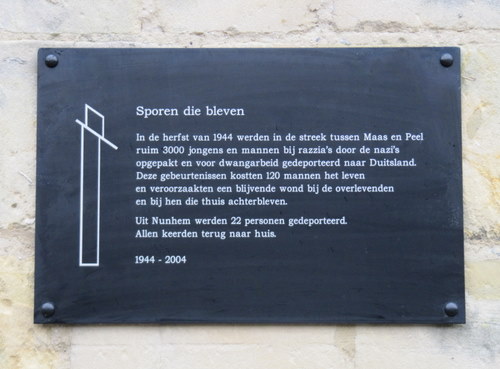 Sporen die bleven
In de herfst van 1944 werden in de streek tussen Maas en Peel
ruim 3000 jongens en mannen bij razzia's door de nazi's
opgepakt en voor dwangarbeid gedeporteerd naar Duitsland.
Deze gebeurtenissen kostten 120 mannen het leven
en veroorzaakten een blijvende wond bij de overlevenden
en bij hen die thuis achterbleven.
Uit Nunhem werden 22 personen gedeporteerd.
Allen keerden terug naar huis.
1944 - 2004